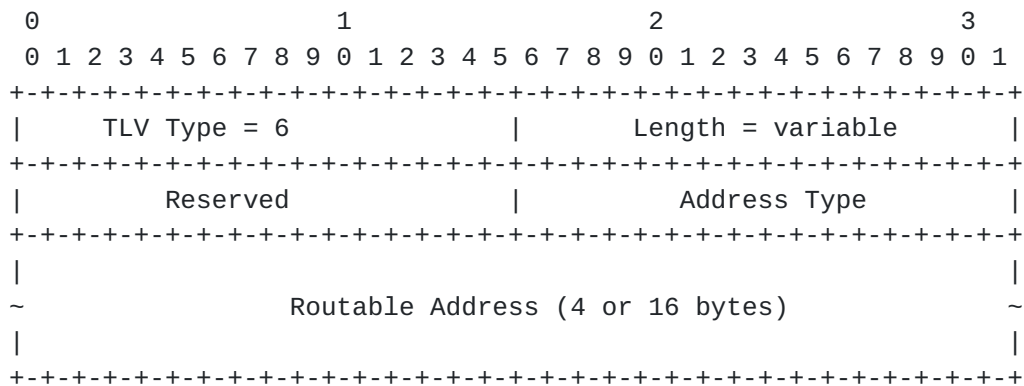 0                   1                   2                   3
 0 1 2 3 4 5 6 7 8 9 0 1 2 3 4 5 6 7 8 9 0 1 2 3 4 5 6 7 8 9 0 1
+-+-+-+-+-+-+-+-+-+-+-+-+-+-+-+-+-+-+-+-+-+-+-+-+-+-+-+-+-+-+-+-+
|     TLV Type = 6              |       Length = variable       |
+-+-+-+-+-+-+-+-+-+-+-+-+-+-+-+-+-+-+-+-+-+-+-+-+-+-+-+-+-+-+-+-+
|         Reserved              |          Address Type         |
+-+-+-+-+-+-+-+-+-+-+-+-+-+-+-+-+-+-+-+-+-+-+-+-+-+-+-+-+-+-+-+-+
|                                                               |
~                 Routable Address (4 or 16 bytes)              ~
|                                                               |
+-+-+-+-+-+-+-+-+-+-+-+-+-+-+-+-+-+-+-+-+-+-+-+-+-+-+-+-+-+-+-+-+